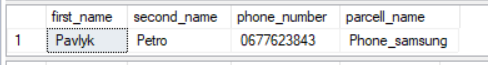 first_name second_name phone_number parcell_name
1 Pavlyk Petro 0677623843 Phone_samsung